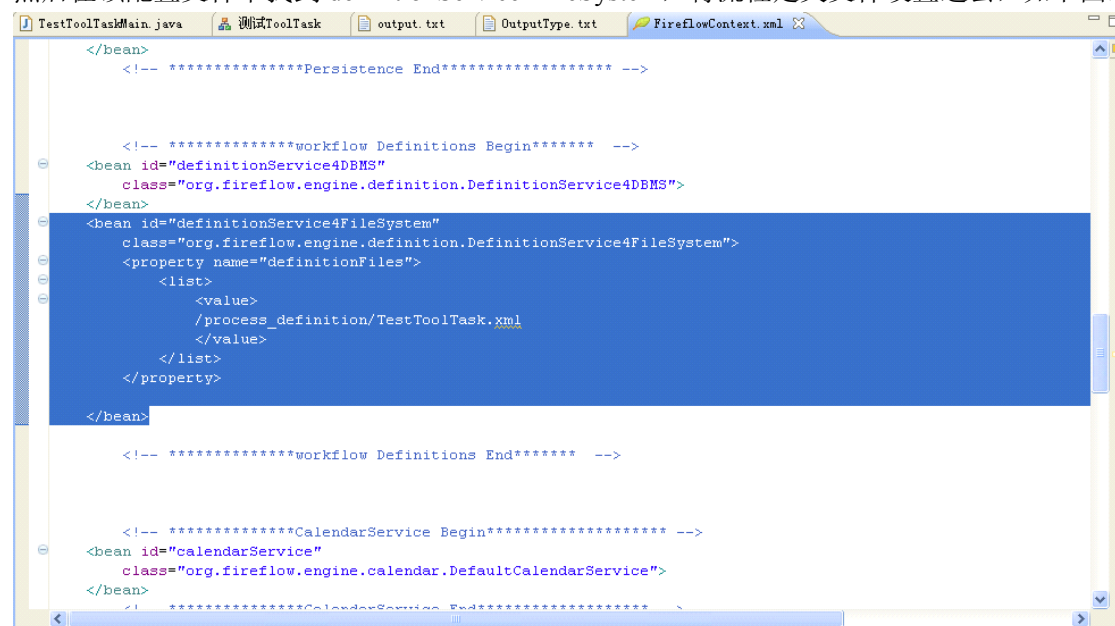 TestToolTaskMain.java 测试ToolTask output.txt OutputType.txt FireflowContext.xml
</bean>
<!-- ***************Persistence End******************* -->
<!-- **************workflow Definitions Begin******* -->
<bean id="definitionService4DBMS"
class="org.fireflow.engine.definition.DefinitionService4DBMS">
</bean>
<bean id="definitionService4FileSystem"
class="org.fireflow.engine.definition.DefinitionService4FileSystem">
<property name="definitionFiles">
<list>
<value>
/process_definition/TestToolTask.xml
</value>
</list>
</property>
</bean>
<!-- **************workflow Definitions End******* -->
<!-- **************CalendarService Begin******************** -->
<bean id="calendarService"
class="org.fireflow.engine.calendar.DefaultCalendarService">
</bean>